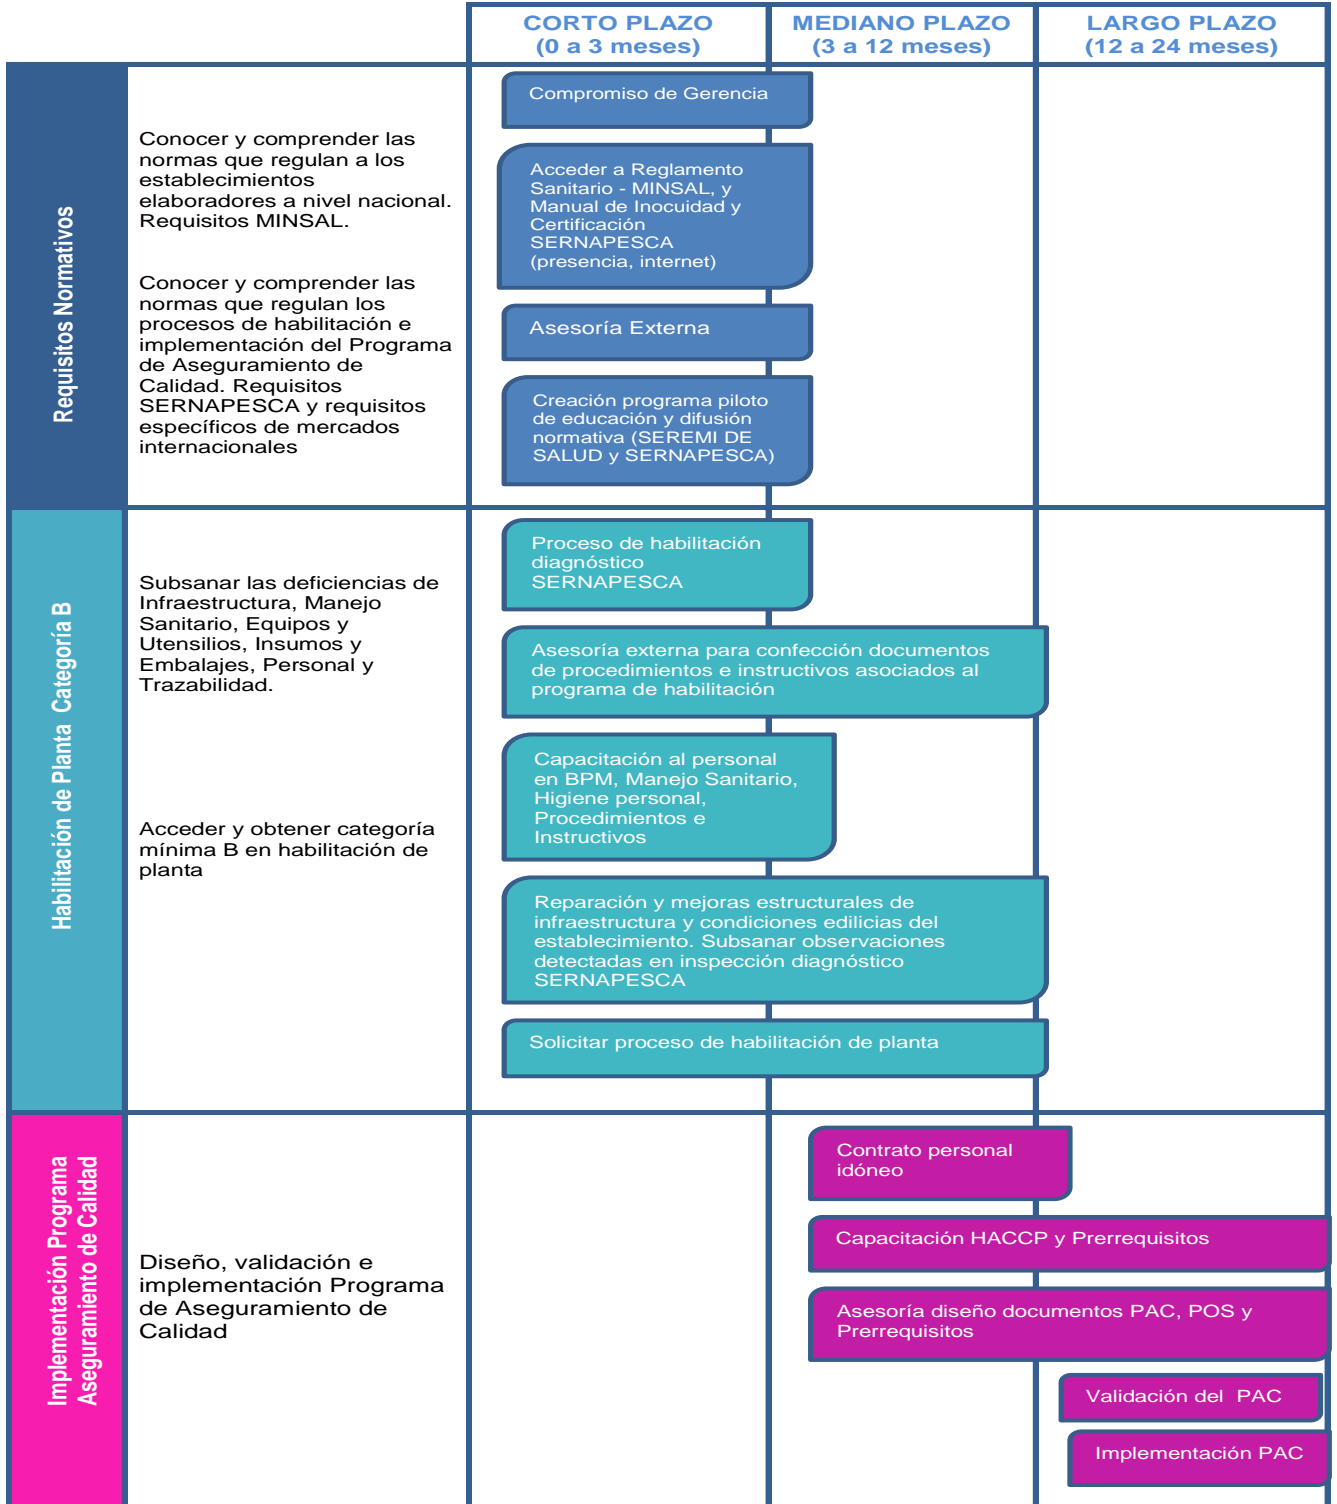 CORTO PLAZO
(0 a 3 meses)
MEDIANO PLAZO
(3 a 12 meses)
LARGO PLAZO
(12 a 24 meses)
Requisitos Normativos
Conocer y comprender las
normas que regulan a los
establecimientos
elaboradores a nivel nacional.
Requisitos MINSAL.
Conocer y comprender las
normas que regulan los
procesos de habilitación e
implementación del Programa
de Aseguramiento de
Calidad. Requisitos
SERNAPESCA y requisitos
específicos de mercados
internacionales
Compromiso de Gerencia
Acceder a Reglamento
Sanitario - MINSAL, y
Manual de Inocuidad y
Certificación
SERNAPESCA
(presencia, internet)
Asesoría Externa
Creación programa piloto
de educación y difusión
normativa (SEREMI DE
SALUD y SERNAPESCA)
Habilitación de Planta Categoría B
Subsanar las deficiencias de
Infraestructura, Manejo
Sanitario, Equipos y
Utensilios, Insumos y
Embalajes, Personal y
Trazabilidad.
Acceder y obtener categoría
mínima B en habilitación de
planta
Proceso de habilitación
diagnóstico
SERNAPESCA
Asesoría externa para confección documentos
de procedimientos e instructivos asociados al
programa de habilitación
Capacitación al personal
en BPM, Manejo Sanitario,
Higiene personal,
Procedimientos e
Instructivos
Reparación y mejoras estructurales de
infraestructura y condiciones edilicias del
establecimiento. Subsanar observaciones
detectadas en inspección diagnóstico
SERNAPESCA
Solicitar proceso de habilitación de planta
Implementación Programa
Aseguramiento de Calidad
Diseño, validación e
implementación Programa
de Aseguramiento de
Calidad
Contrato personal
idóneo
Capacitación HACCP y Prerrequisitos
Asesoría diseño documentos PAC, POS y
Prerrequisitos
Validación del PAC
Implementación PAC